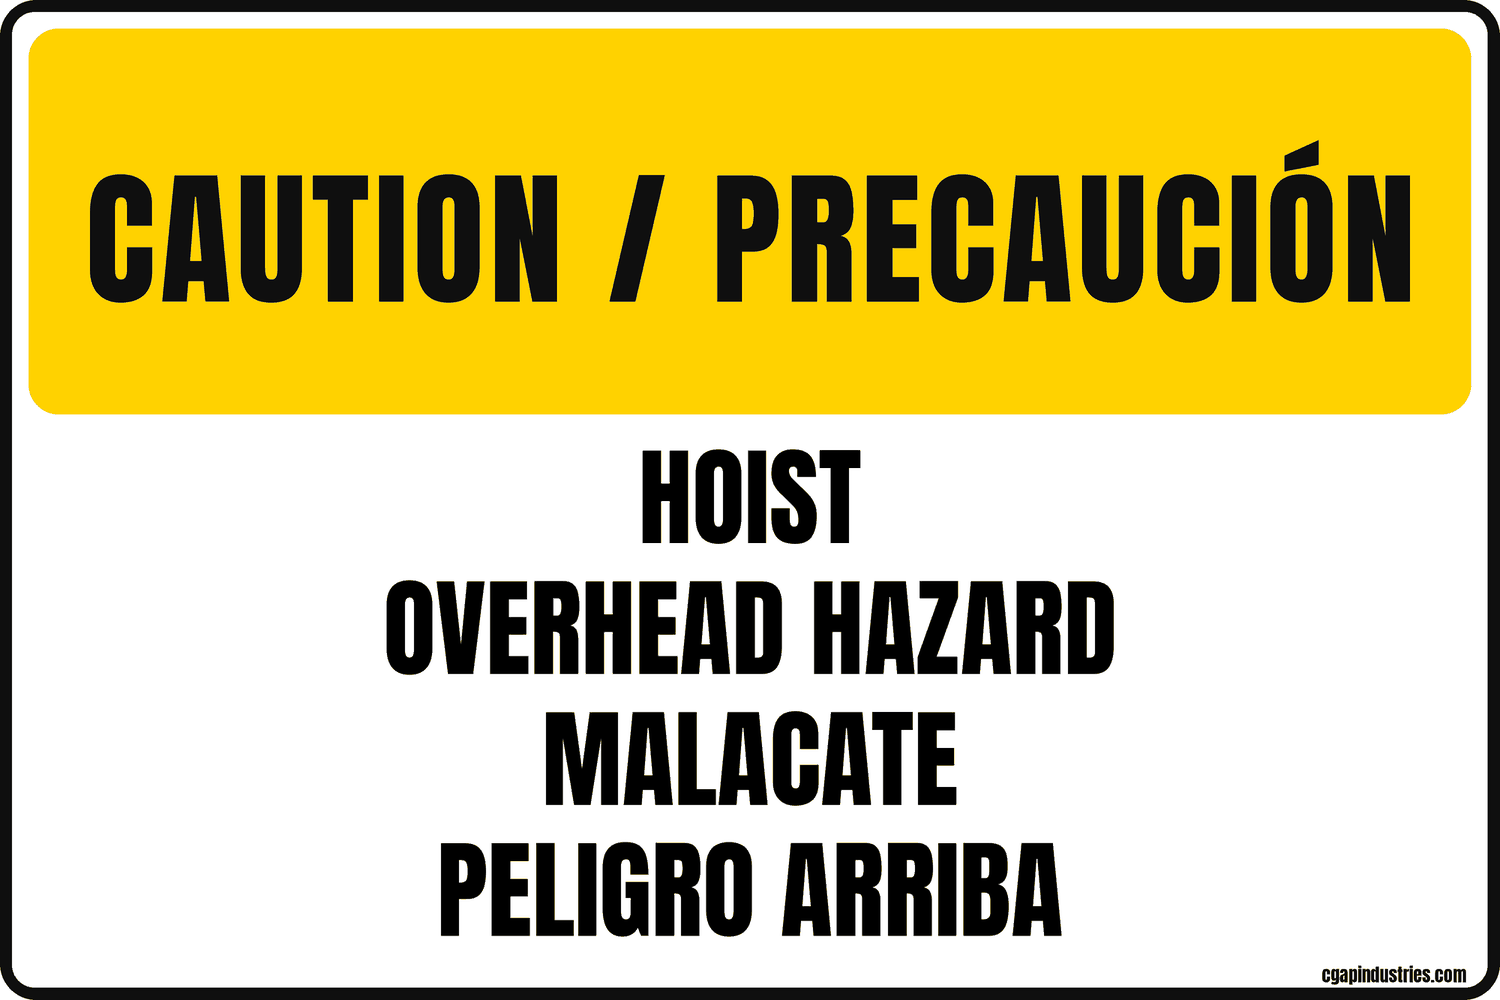 CAUTION / PRECAUCIÓN
HOIST
OVERHEAD HAZARD
MALACATE
PELIGRO ARRIBA
cgapindustries.com